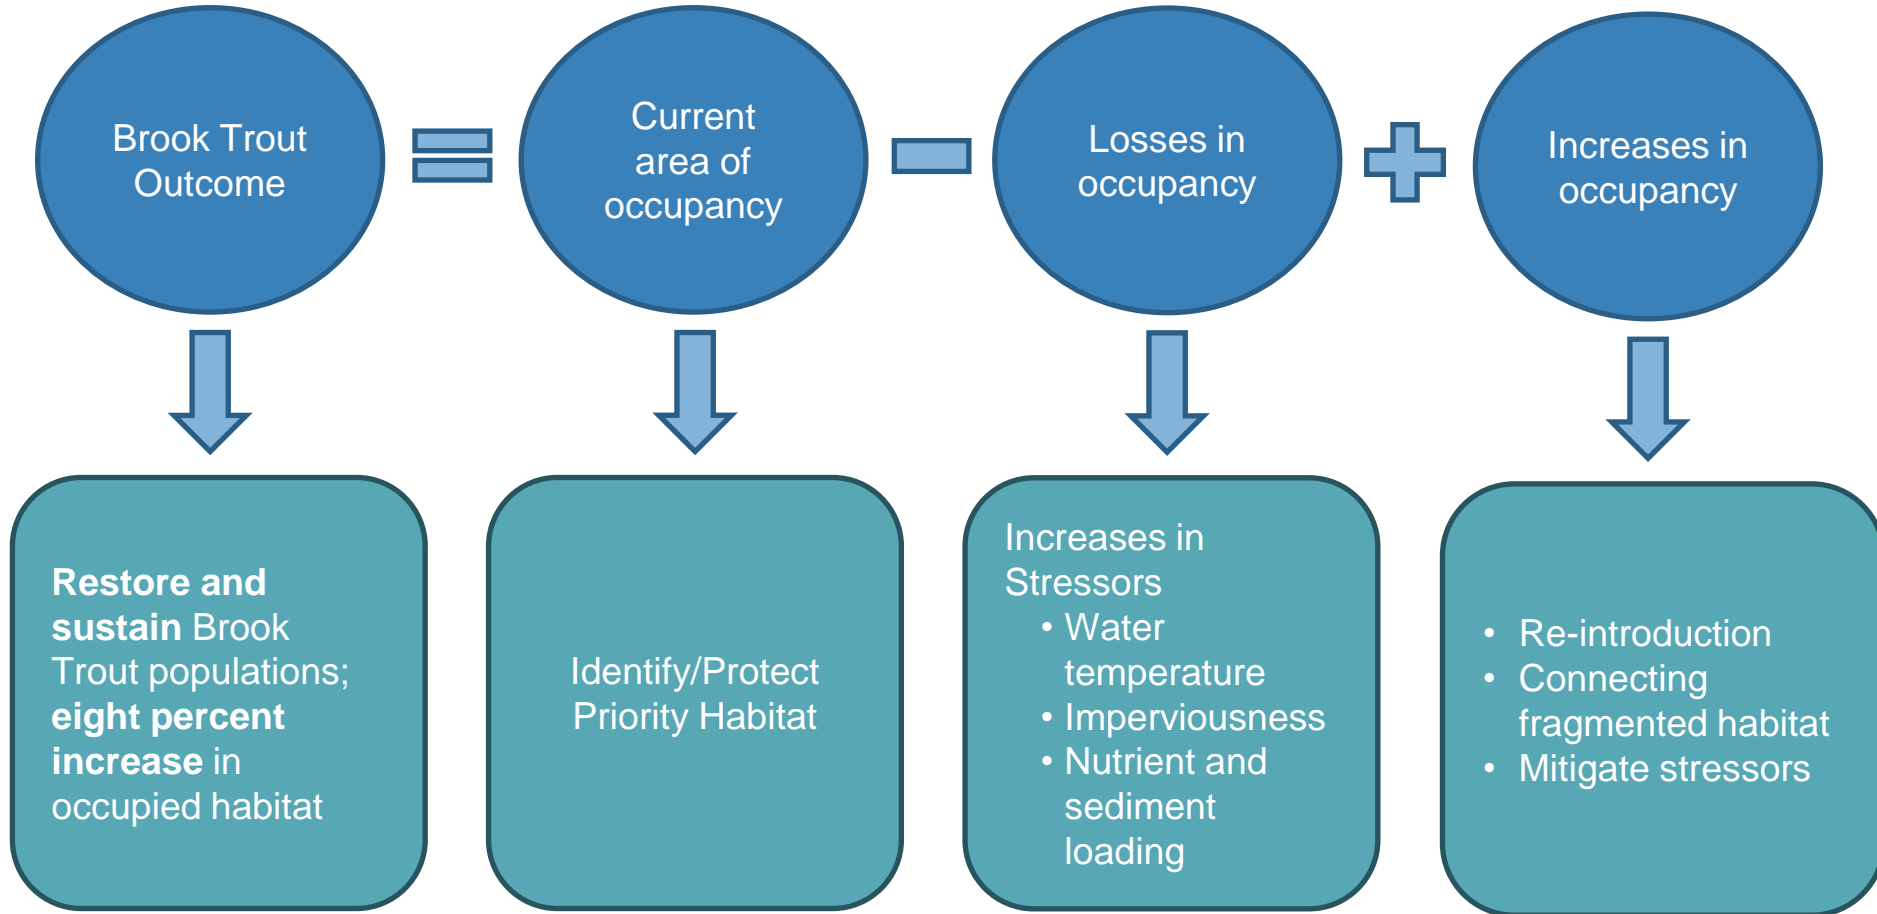 Brook Trout
Outcome
Current
area of
occupancy
Losses in
occupancy
Increases in
occupancy
Restore and
sustain Brook
Trout populations;
eight percent
increase in
occupied habitat
Identify/Protect
Priority Habitat
Increases in
Stressors
• Water
temperature
• Imperviousness
• Nutrient and
sediment
loading
• Re-introduction
• Connecting
fragmented habitat
• Mitigate stressors